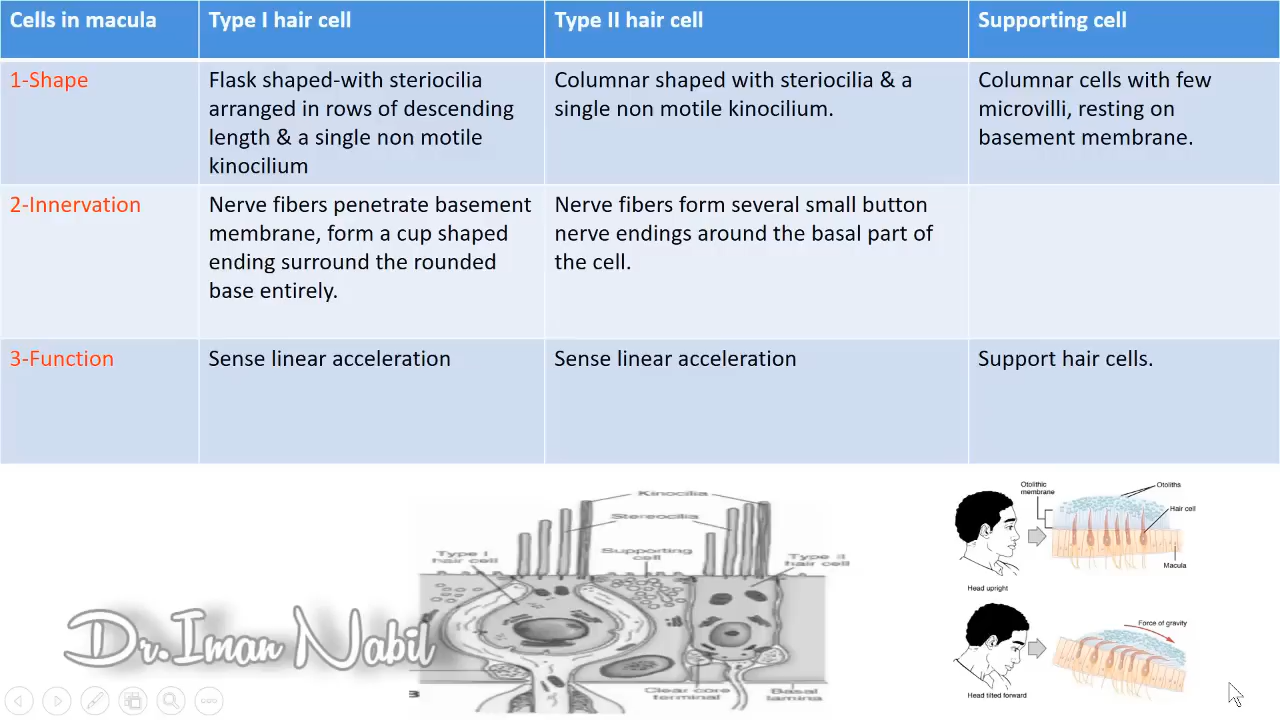 Cells in macula
Type I hair cell
Type II hair cell
Supporting cell
1-Shape
Flask shaped-with steriocilia
arranged in rows of descending
length & a single non motile
kinocilium
Columnar shaped with steriocilia & a
single non motile kinocilium.
Columnar cells with few
microvilli, resting on
basement membrane.
2-Innervation
Nerve fibers penetrate basement
membrane, form a cup shaped
ending surround the rounded
base entirely.
Nerve fibers form several small button
nerve endings around the basal part of
the cell.
3-Function
Sense linear acceleration
Sense linear acceleration
Support hair cells.
Kinocilia
Stereocilia
Type I
hair cell
Supporting
cell
Type II
hair cell
Clear core
terminal
Basal
lamina
B
Dr.Iman Nabil
Otolithic
membrane
Otoliths
Hair cell
Macula
Head upright
Force of gravity
Head tilted forward